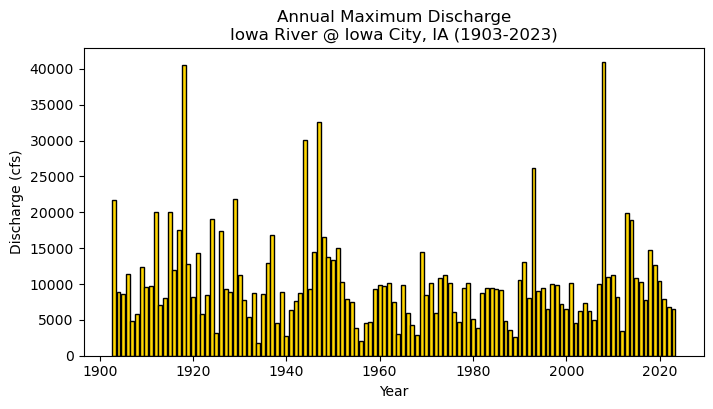 Annual Maximum Discharge
Iowa River @ Iowa City, IA (1903-2023)
40000
35000
30000
25000
20000
15000
10000
5000
0
Discharge (cfs)
1900 1920 1940 1960 1980 2000 2020
Year